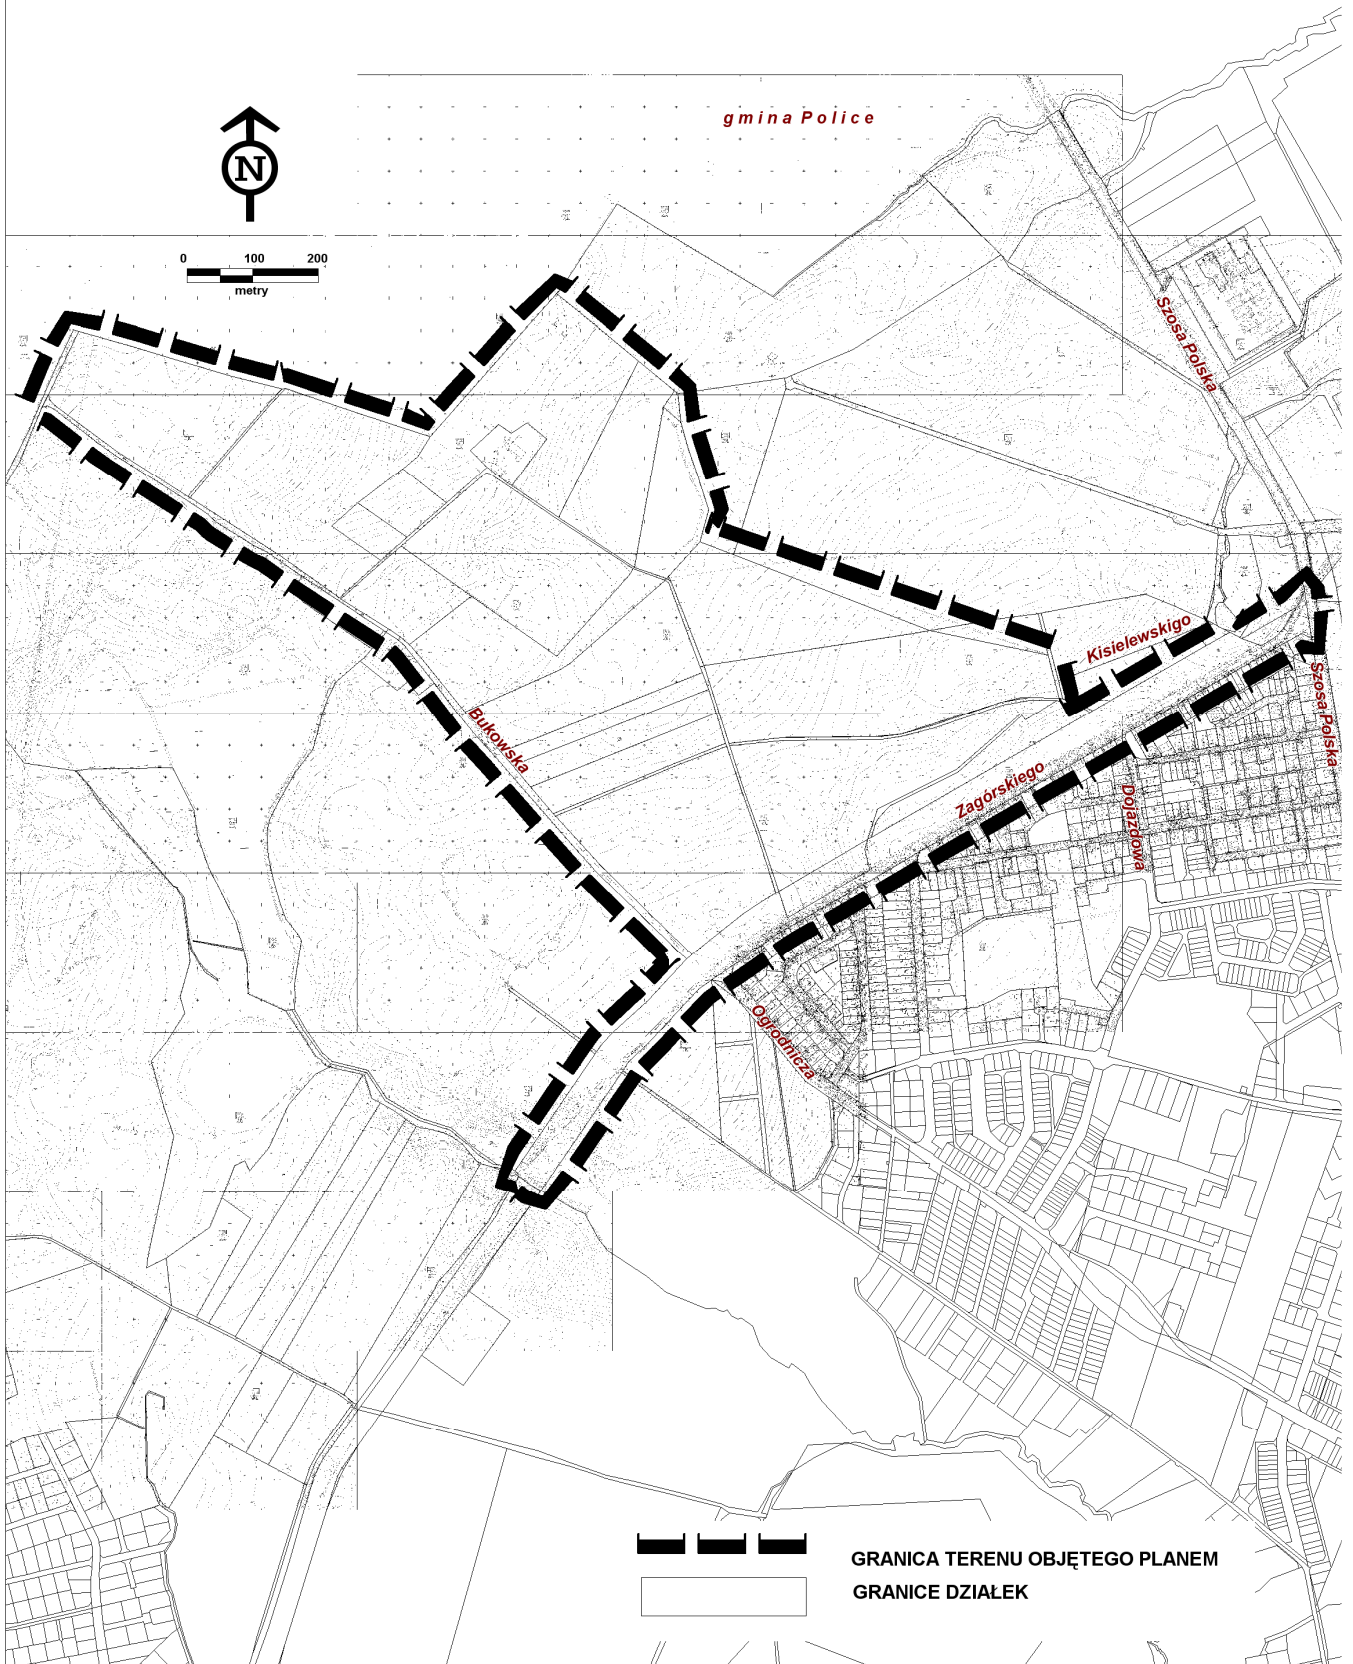 gmina Police
N
0 100 200
metry
Szosa Polska
Kisielewskigo
Szosa Polska
Bukowska
Zagórskiego
Dojazdowa
Ogrodnicza
GRANICA TERENU OBJĘTEGO PLANEM
GRANICE DZIAŁEK